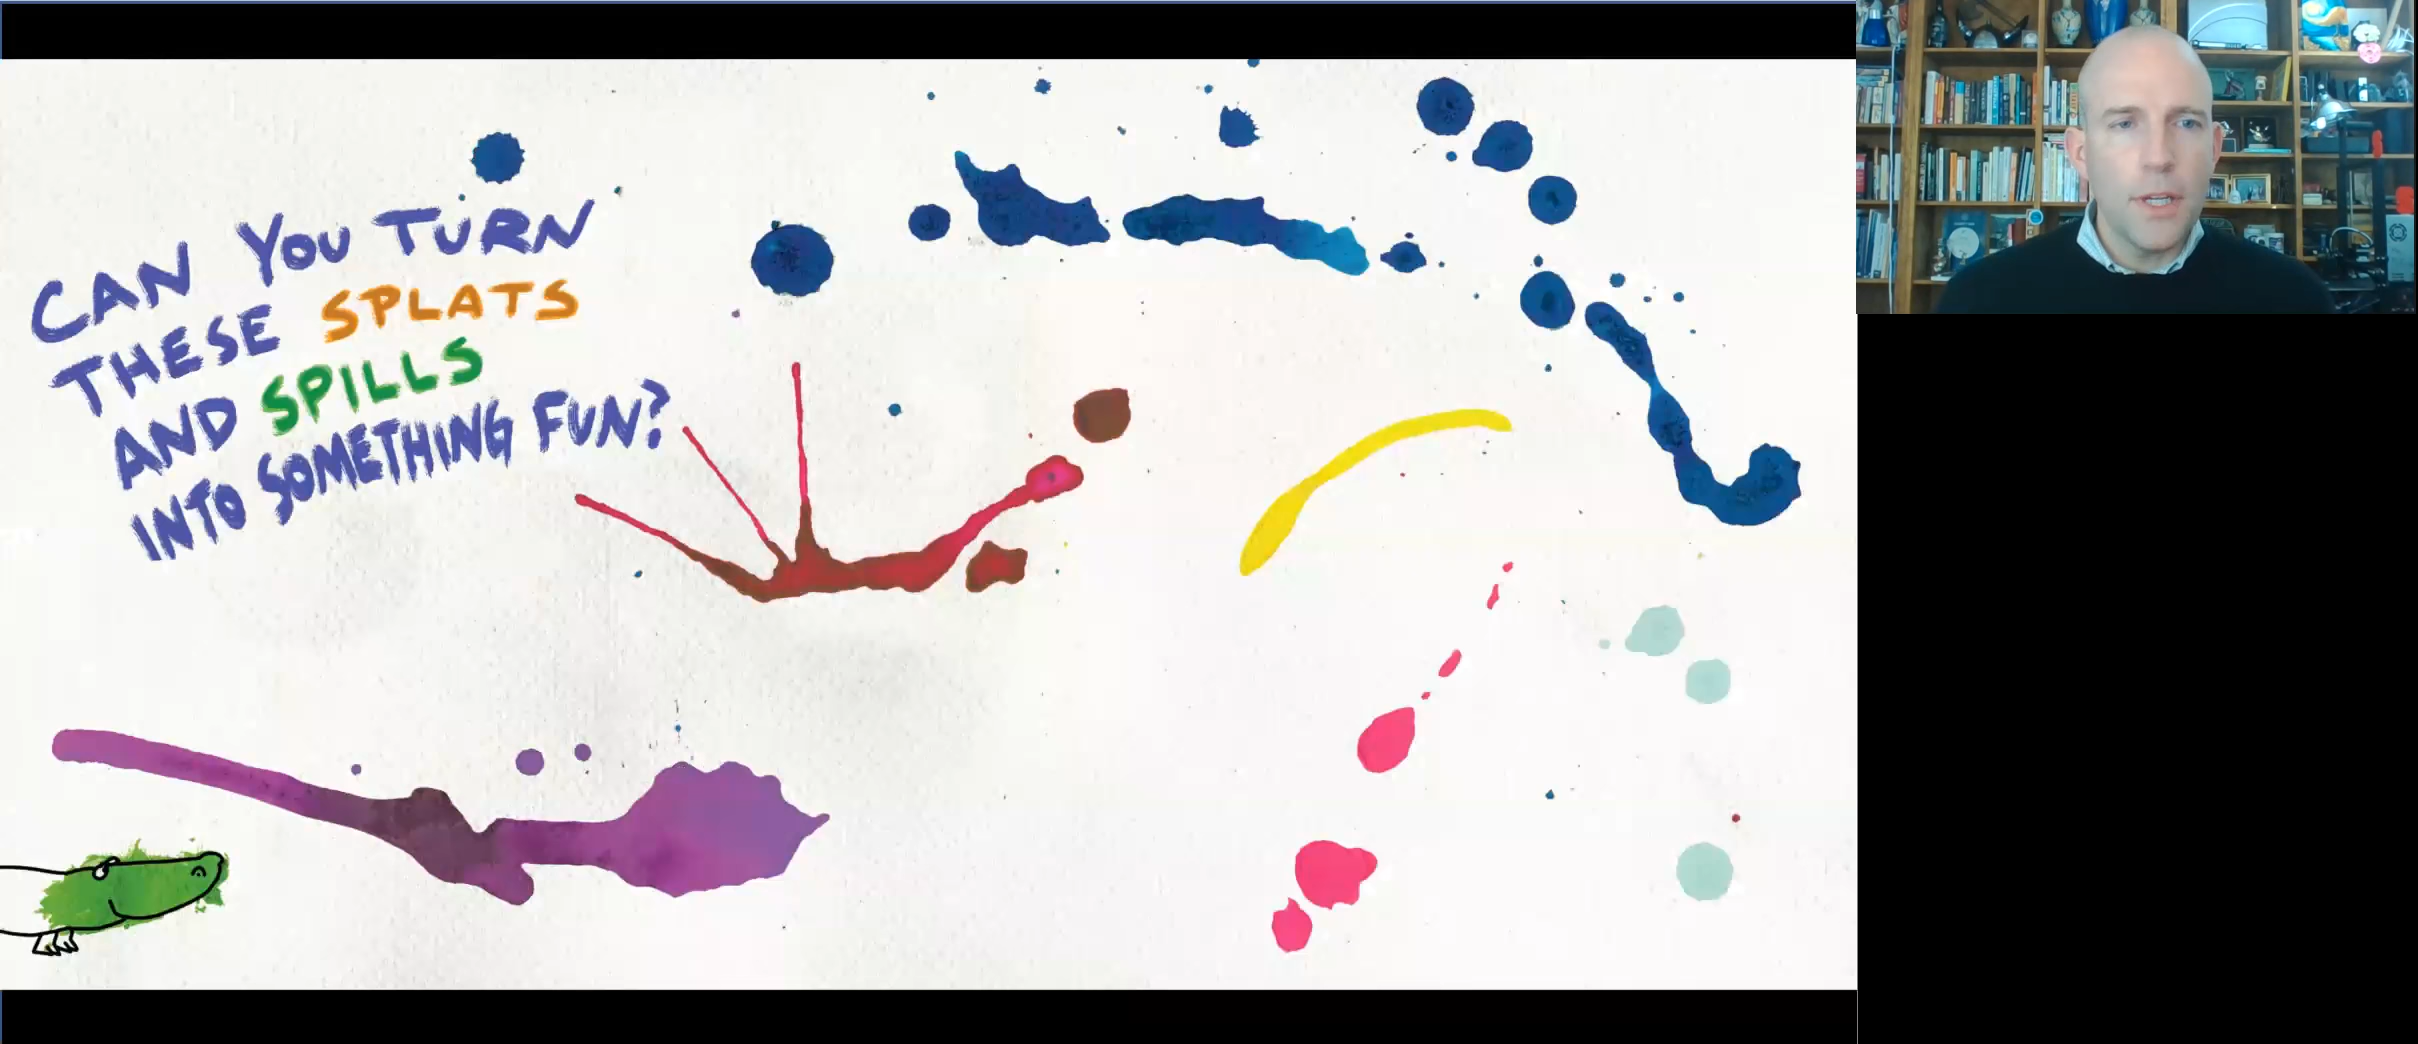 CAN YOU TURN
THESE SPLATS
AND SPILLS
INTO SOMETHING FUN?